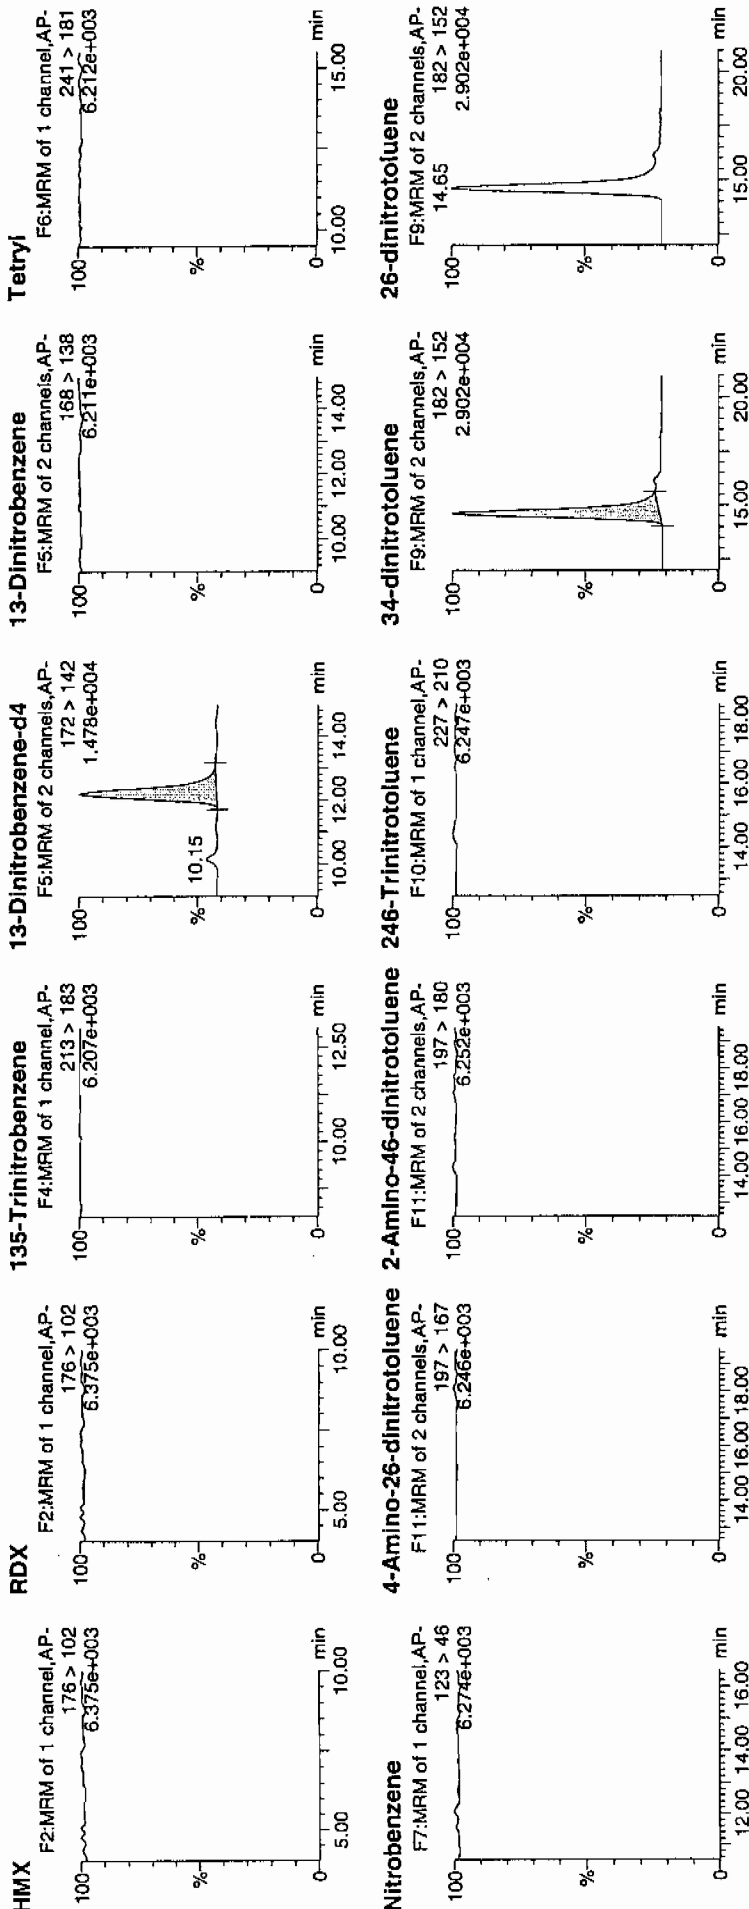 HMX
F2:MRM of 1 channel,AP-
176 > 102
6.375e+003
100
%
0
5.00 10.00 min
RDX
F2:MRM of 1 channel,AP-
176 > 102
6.375e+003
100
%
0
5.00 10.00 min
135-Trinitrobenzene
F4:MRM of 1 channel,AP-
213 > 183
6.207e+003
100
%
0
10.00 12.50 min
13-Dinitrobenzene-d4
F5:MRM of 2 channels,AP-
172 > 142
1.478e+004
100
%
10.15
0
10.00 12.00 14.00 min
13-Dinitrobenzene
F5:MRM of 2 channels,AP-
168 > 138
6.211e+003
100
%
0
10.00 12.00 14.00 min
Tetryl
F6:MRM of 1 channel,AP-
241 > 181
6.212e+003
100
%
0
10.00 15.00 min
Nitrobenzene
F7:MRM of 1 channel,AP-
123 > 46
6.274e+003
100
%
0
12.00 14.00 16.00 min
4-Amino-26-dinitrotoluene
F11:MRM of 2 channels,AP-
197 > 167
6.246e+003
100
%
0
14.00 16.00 18.00 min
2-Amino-46-dinitrotoluene
F11:MRM of 2 channels,AP-
197 > 180
6.252e+003
100
%
0
14.00 16.00 18.00 min
246-Trinitrotoluene
F10:MRM of 1 channel,AP-
227 > 210
6.247e+003
100
%
0
14.00 16.00 18.00 min
34-dinitrotoluene
F9:MRM of 2 channels,AP-
182 > 152
2.902e+004
100
%
0
15.00 20.00 min
26-dinitrotoluene
F9:MRM of 2 channels,AP-
14.65 182 > 152
2.902e+004
100
%
0
15.00 20.00 min